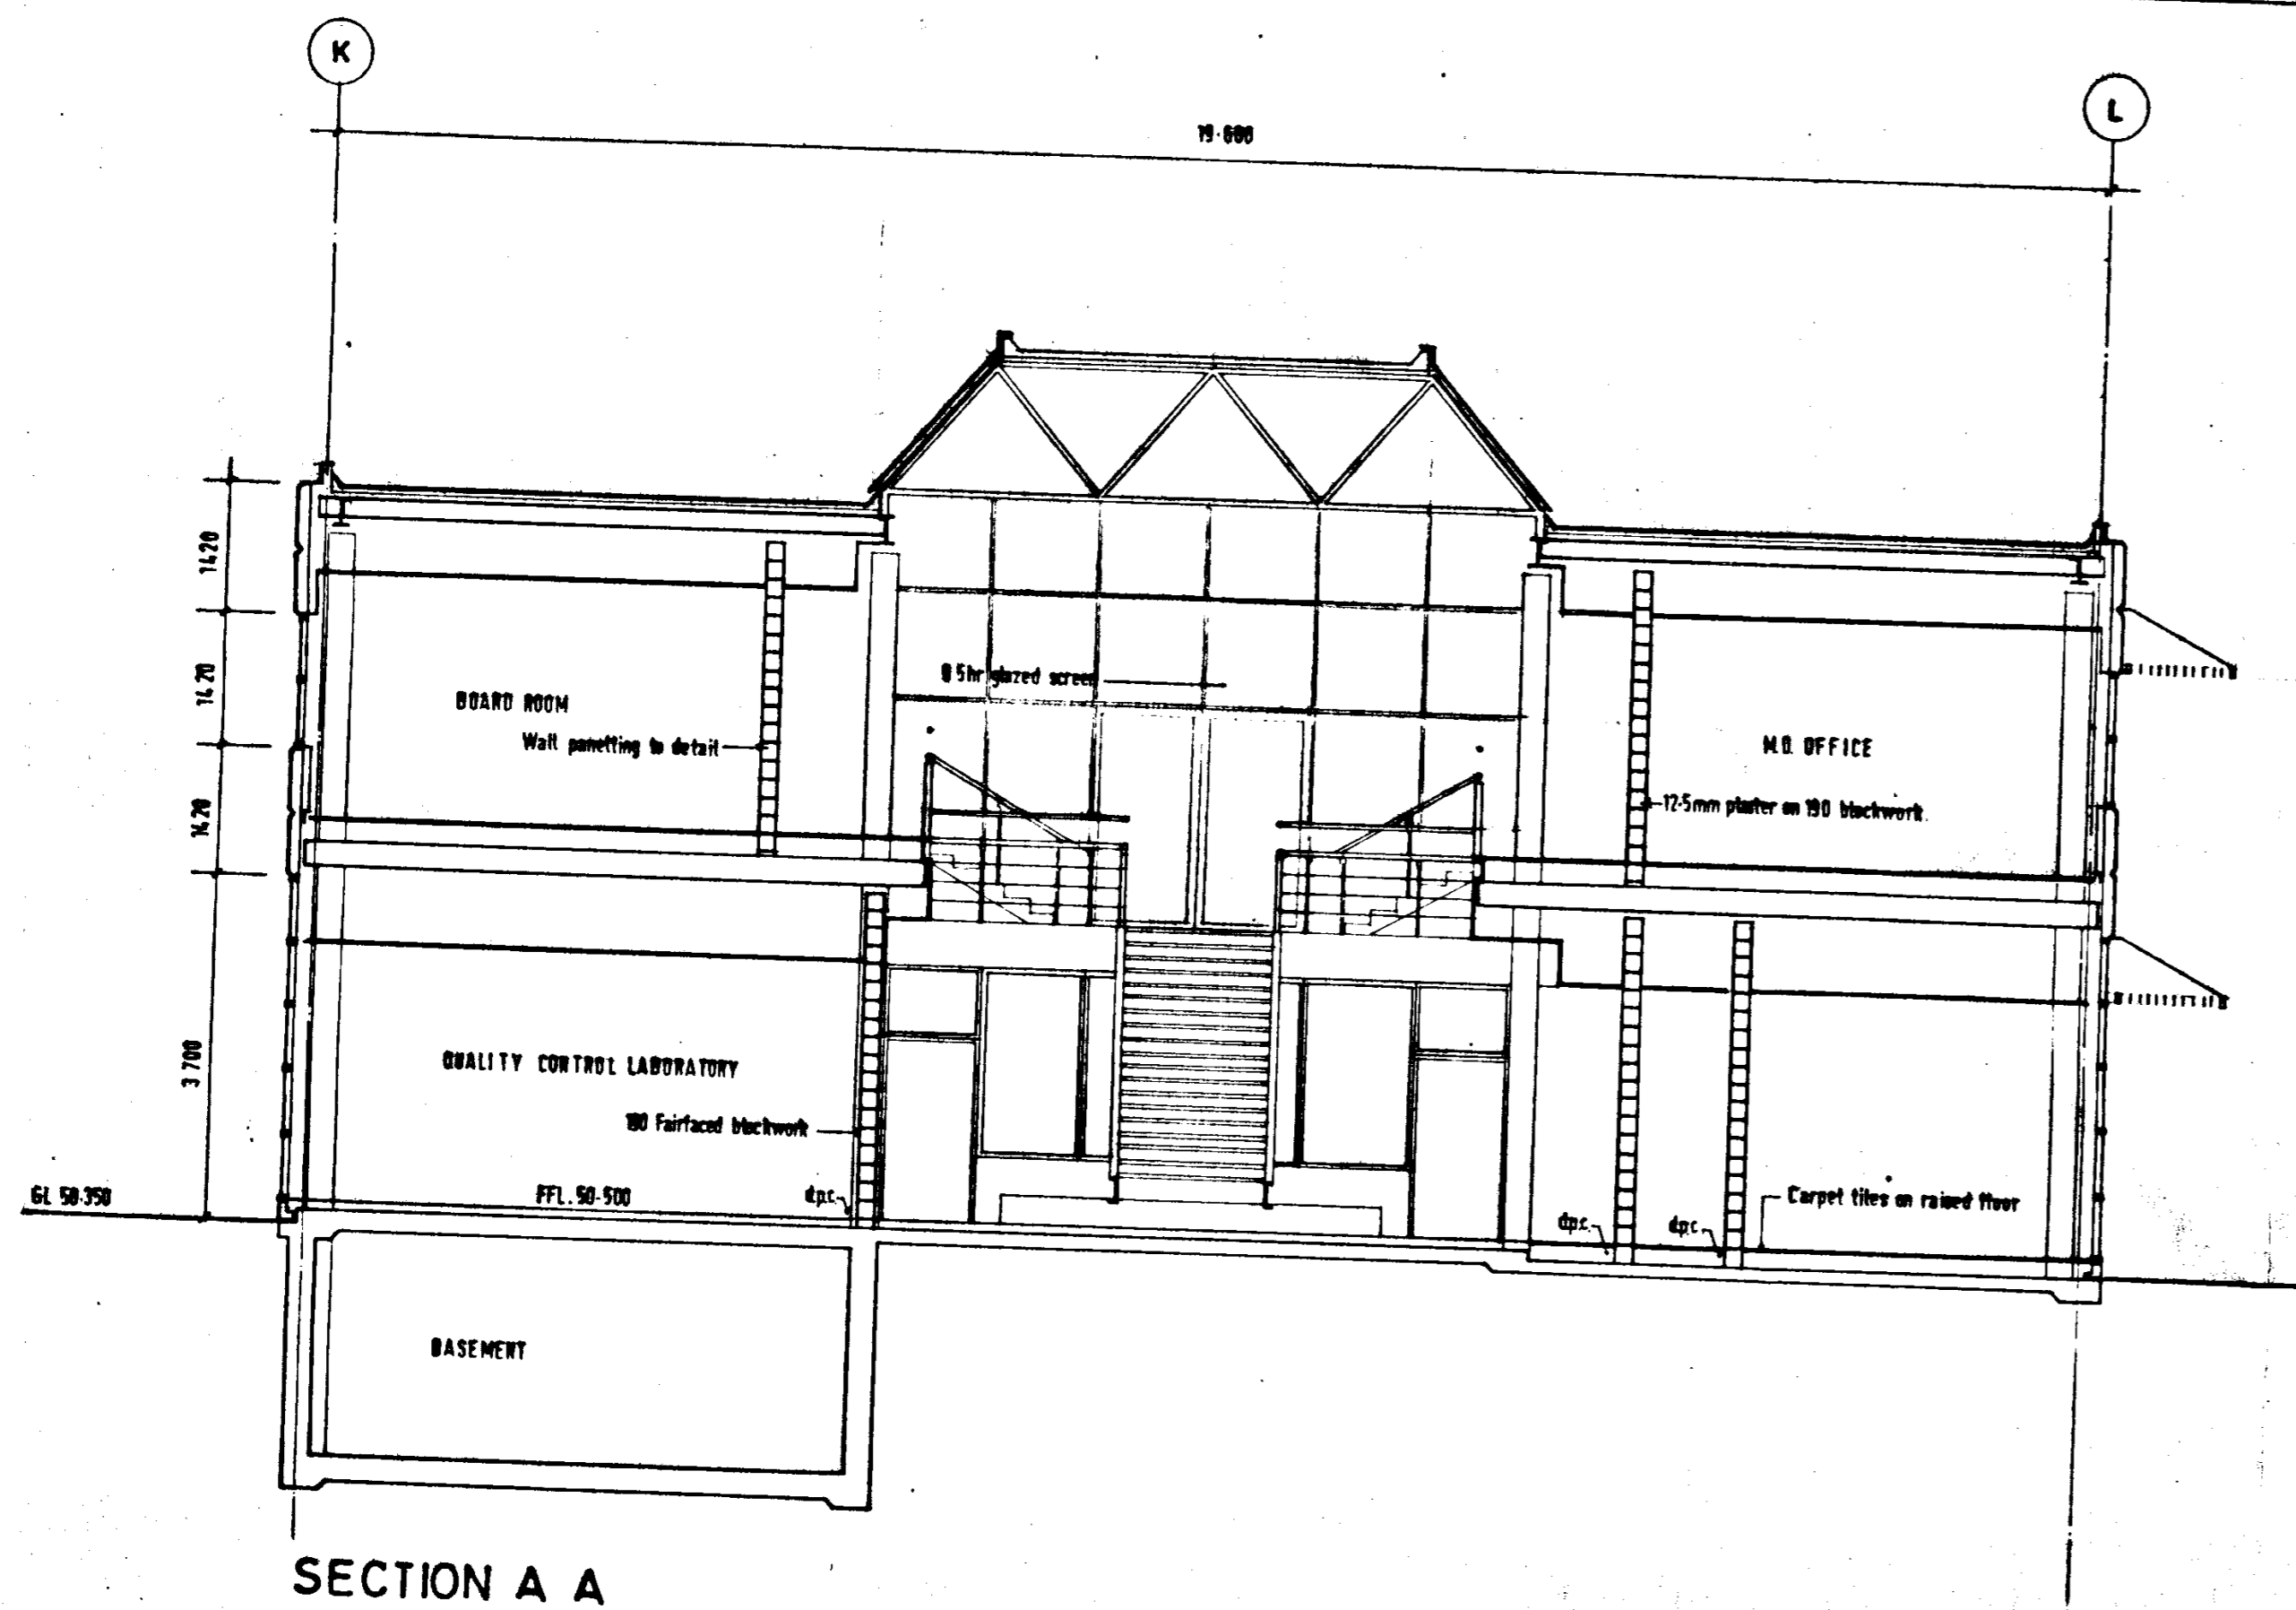 K
L
19·600
1420
1420
1420
3 700
0·5hr glazed screen
BOARD ROOM
Wall panelling to detail
M.D. OFFICE
12·5mm plaster on 190 blockwork.
QUALITY CONTROL LABORATORY
190 Fairfaced blockwork
GL 50·350
FFL. 50·500
d.p.c.
d.p.c.
d.p.c.
Carpet tiles on raised floor
BASEMENT
SECTION A A